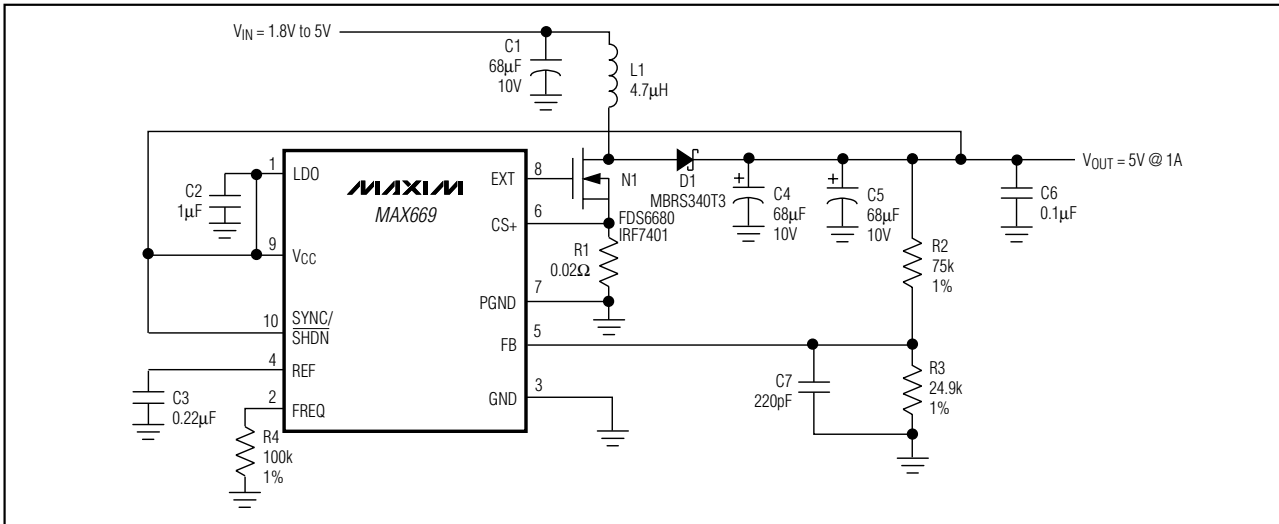 VIN = 1.8V to 5V
C1
68µF
10V
L1
4.7µH
1
LDO
C2
1µF
MAXIM
MAX669
EXT
8
N1
FDS6680
IRF7401
D1
MBRS340T3
C4
68µF
10V
C5
68µF
10V
VOUT = 5V @ 1A
C6
0.1µF
CS+
6
R1
0.02Ω
9
VCC
R2
75k
1%
PGND
7
10
SYNC/
SHDN
FB
5
4
REF
C3
0.22µF
C7
220pF
R3
24.9k
1%
GND
3
2
FREQ
R4
100k
1%
+
+